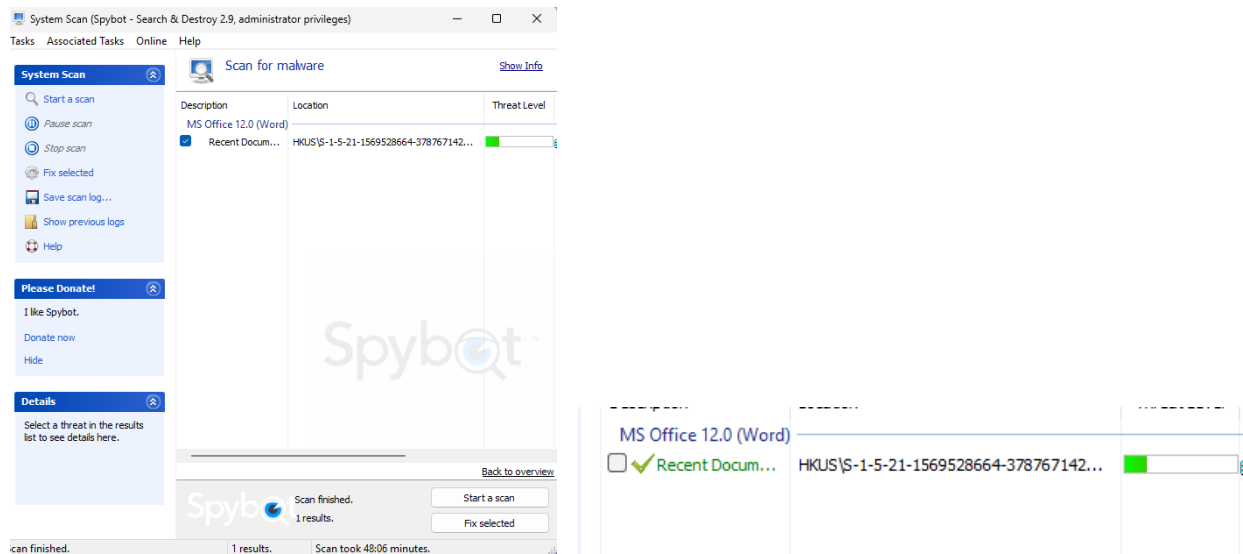 System Scan (Spybot - Search & Destroy 2.9, administrator privileges)
Tasks Associated Tasks Online Help
System Scan
Start a scan
Pause scan
Stop scan
Fix selected
Save scan log...
Show previous logs
Help
Please Donate!
I like Spybot.
Donate now
Hide
Details
Select a threat in the results
list to see details here.
Scan for malware
Show Info
Description Location Threat Level
MS Office 12.0 (Word)
Recent Docum... HKUS\S-1-5-21-1569528664-378767142...
Spybot
Back to overview
Spybot
Scan finished.
1 results.
Start a scan
Fix selected
can finished. 1 results. Scan took 48:06 minutes.
MS Office 12.0 (Word)
Recent Docum... HKUS\S-1-5-21-1569528664-378767142...